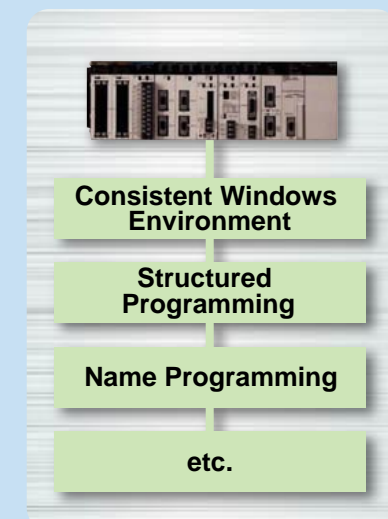 Consistent Windows
Environment
Structured
Programming
Name Programming
etc.